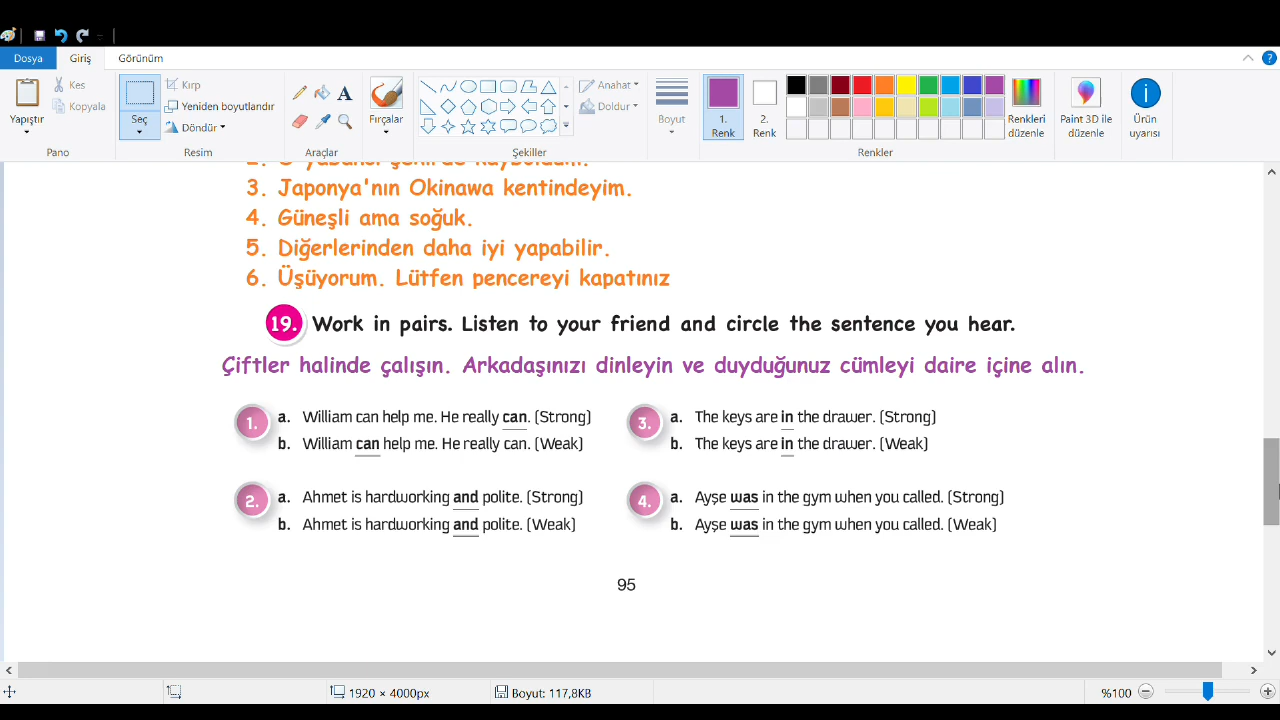 Dosya Giriş Görünüm
Yapıştır
Kes
Kopyala
Pano
Seç
Kırp
Yeniden boyutlandır
Döndür
Resim
A
Araçlar
Fırçalar
Şekiller
Anahat
Doldur
Boyut
1. Renk
2. Renk
Renkleri düzenle
Renkler
Paint 3D ile düzenle
Ürün uyarısı
3. Japonya'nın Okinawa kentindeyim.
4. Güneşli ama soğuk.
5. Diğerlerinden daha iyi yapabilir.
6. Üşüyorum. Lütfen pencereyi kapatınız
19. Work in pairs. Listen to your friend and circle the sentence you hear.
Çiftler halinde çalışın. Arkadaşınızı dinleyin ve duyduğunuz cümleyi daire içine alın.
1. a. William can help me. He really can. (Strong)
b. William can help me. He really can. (Weak)
2. a. Ahmet is hardworking and polite. (Strong)
b. Ahmet is hardworking and polite. (Weak)
3. a. The keys are in the drawer. (Strong)
b. The keys are in the drawer. (Weak)
4. a. Ayşe was in the gym when you called. (Strong)
b. Ayşe was in the gym when you called. (Weak)
95
1920 × 4000px
Boyut: 117,8KB
%100